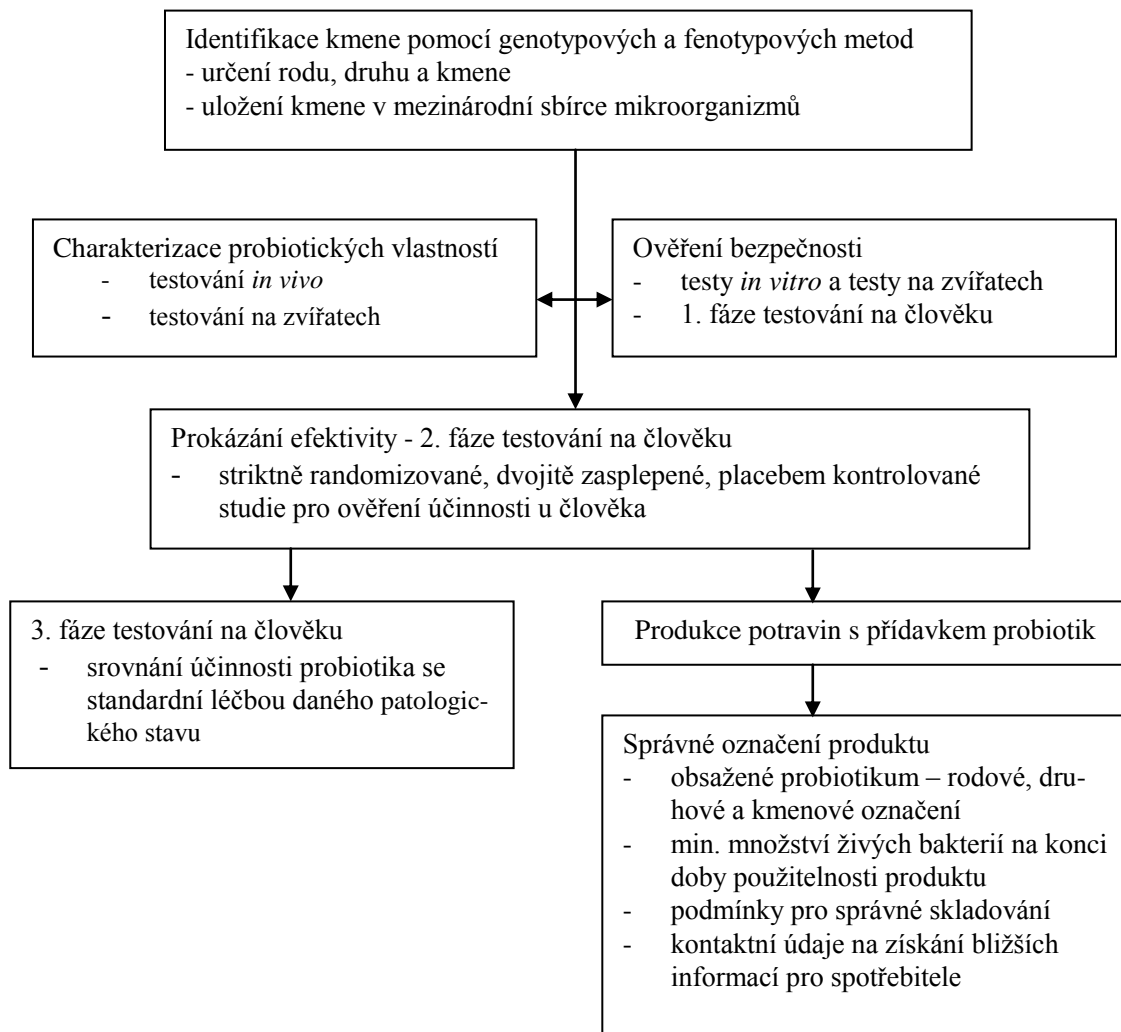 Identifikace kmene pomocí genotypových a fenotypových metod
- určení rodu, druhu a kmene
- uložení kmene v mezinárodní sbírce mikroorganizmů
Charakterizace probiotických vlastností
- testování in vivo
- testování na zvířatech
Ověření bezpečnosti
- testy in vitro a testy na zvířatech
- 1. fáze testování na člověku
Prokázání efektivity - 2. fáze testování na člověku
- striktně randomizované, dvojitě zasplepené, placebem kontrolované
studie pro ověření účinnosti u člověka
3. fáze testování na člověku
- srovnání účinnosti probiotika se
standardní léčbou daného patologic-
kého stavu
Produkce potravin s přídavkem probiotik
Správné označení produktu
- obsažené probiotikum – rodové, dru-
hové a kmenové označení
- min. množství živých bakterií na konci
doby použitelnosti produktu
- podmínky pro správné skladování
- kontaktní údaje na získání bližších
informací pro spotřebitele